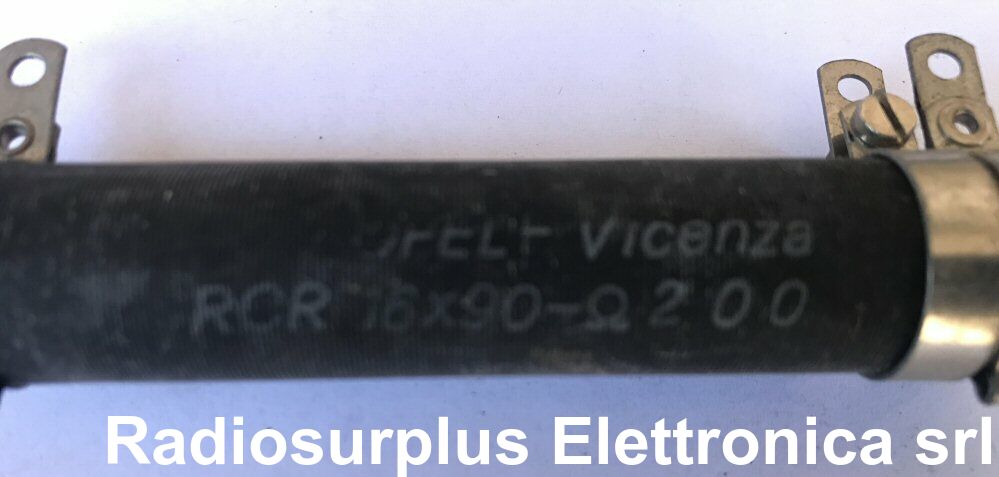 Vicenza
RCR 16x90-Ω 200
Radiosurplus Elettronica srl